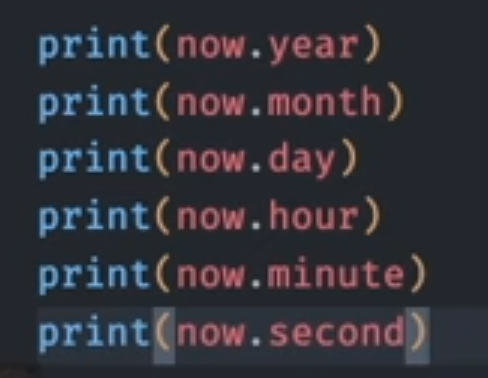 print(now.year)
print(now.month)
print(now.day)
print(now.hour)
print(now.minute)
print(now.second)